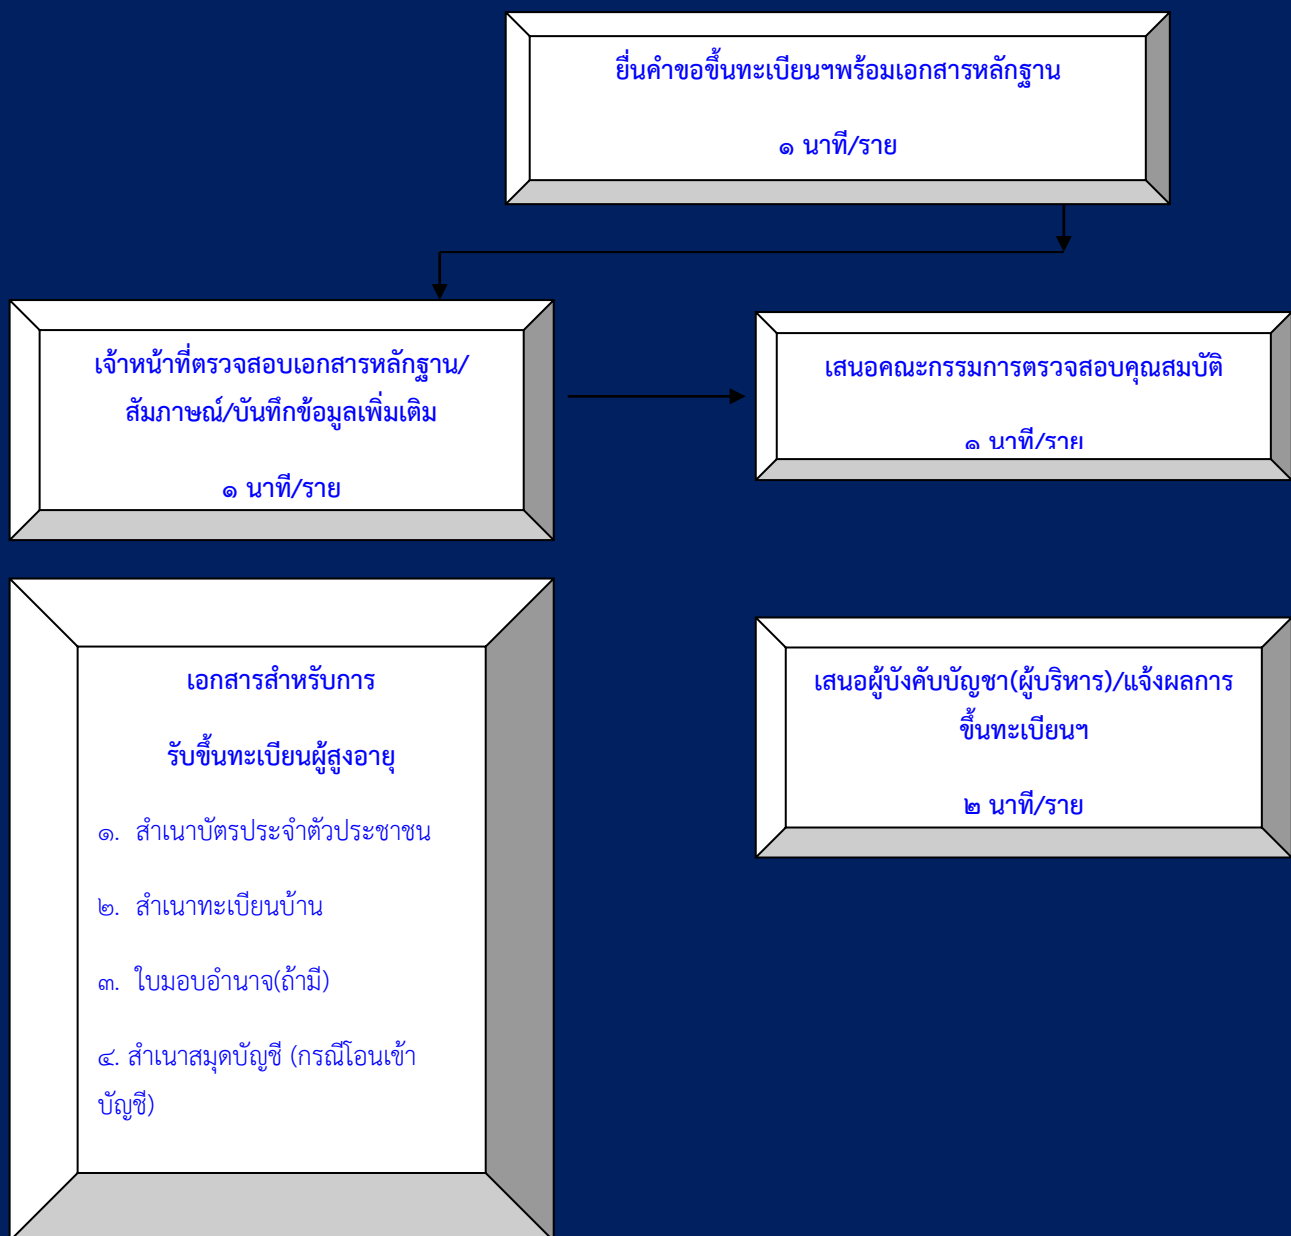 ยื่นคำขอขึ้นทะเบียนฯพร้อมเอกสารหลักฐาน
๑ นาที/ราย
เจ้าหน้าที่ตรวจสอบเอกสารหลักฐาน/
สัมภาษณ์/บันทึกข้อมูลเพิ่มเติม
๑ นาที/ราย
เสนอคณะกรรมการตรวจสอบคุณสมบัติ
๑ นาที/ราย
เอกสารสำหรับการ
รับขึ้นทะเบียนผู้สูงอายุ
๑. สำเนาบัตรประจำตัวประชาชน
๒. สำเนาทะเบียนบ้าน
๓. ใบมอบอำนาจ(ถ้ามี)
๔. สำเนาสมุดบัญชี (กรณีโอนเข้า
บัญชี)
เสนอผู้บังคับบัญชา(ผู้บริหาร)/แจ้งผลการ
ขึ้นทะเบียนฯ
๒ นาที/ราย